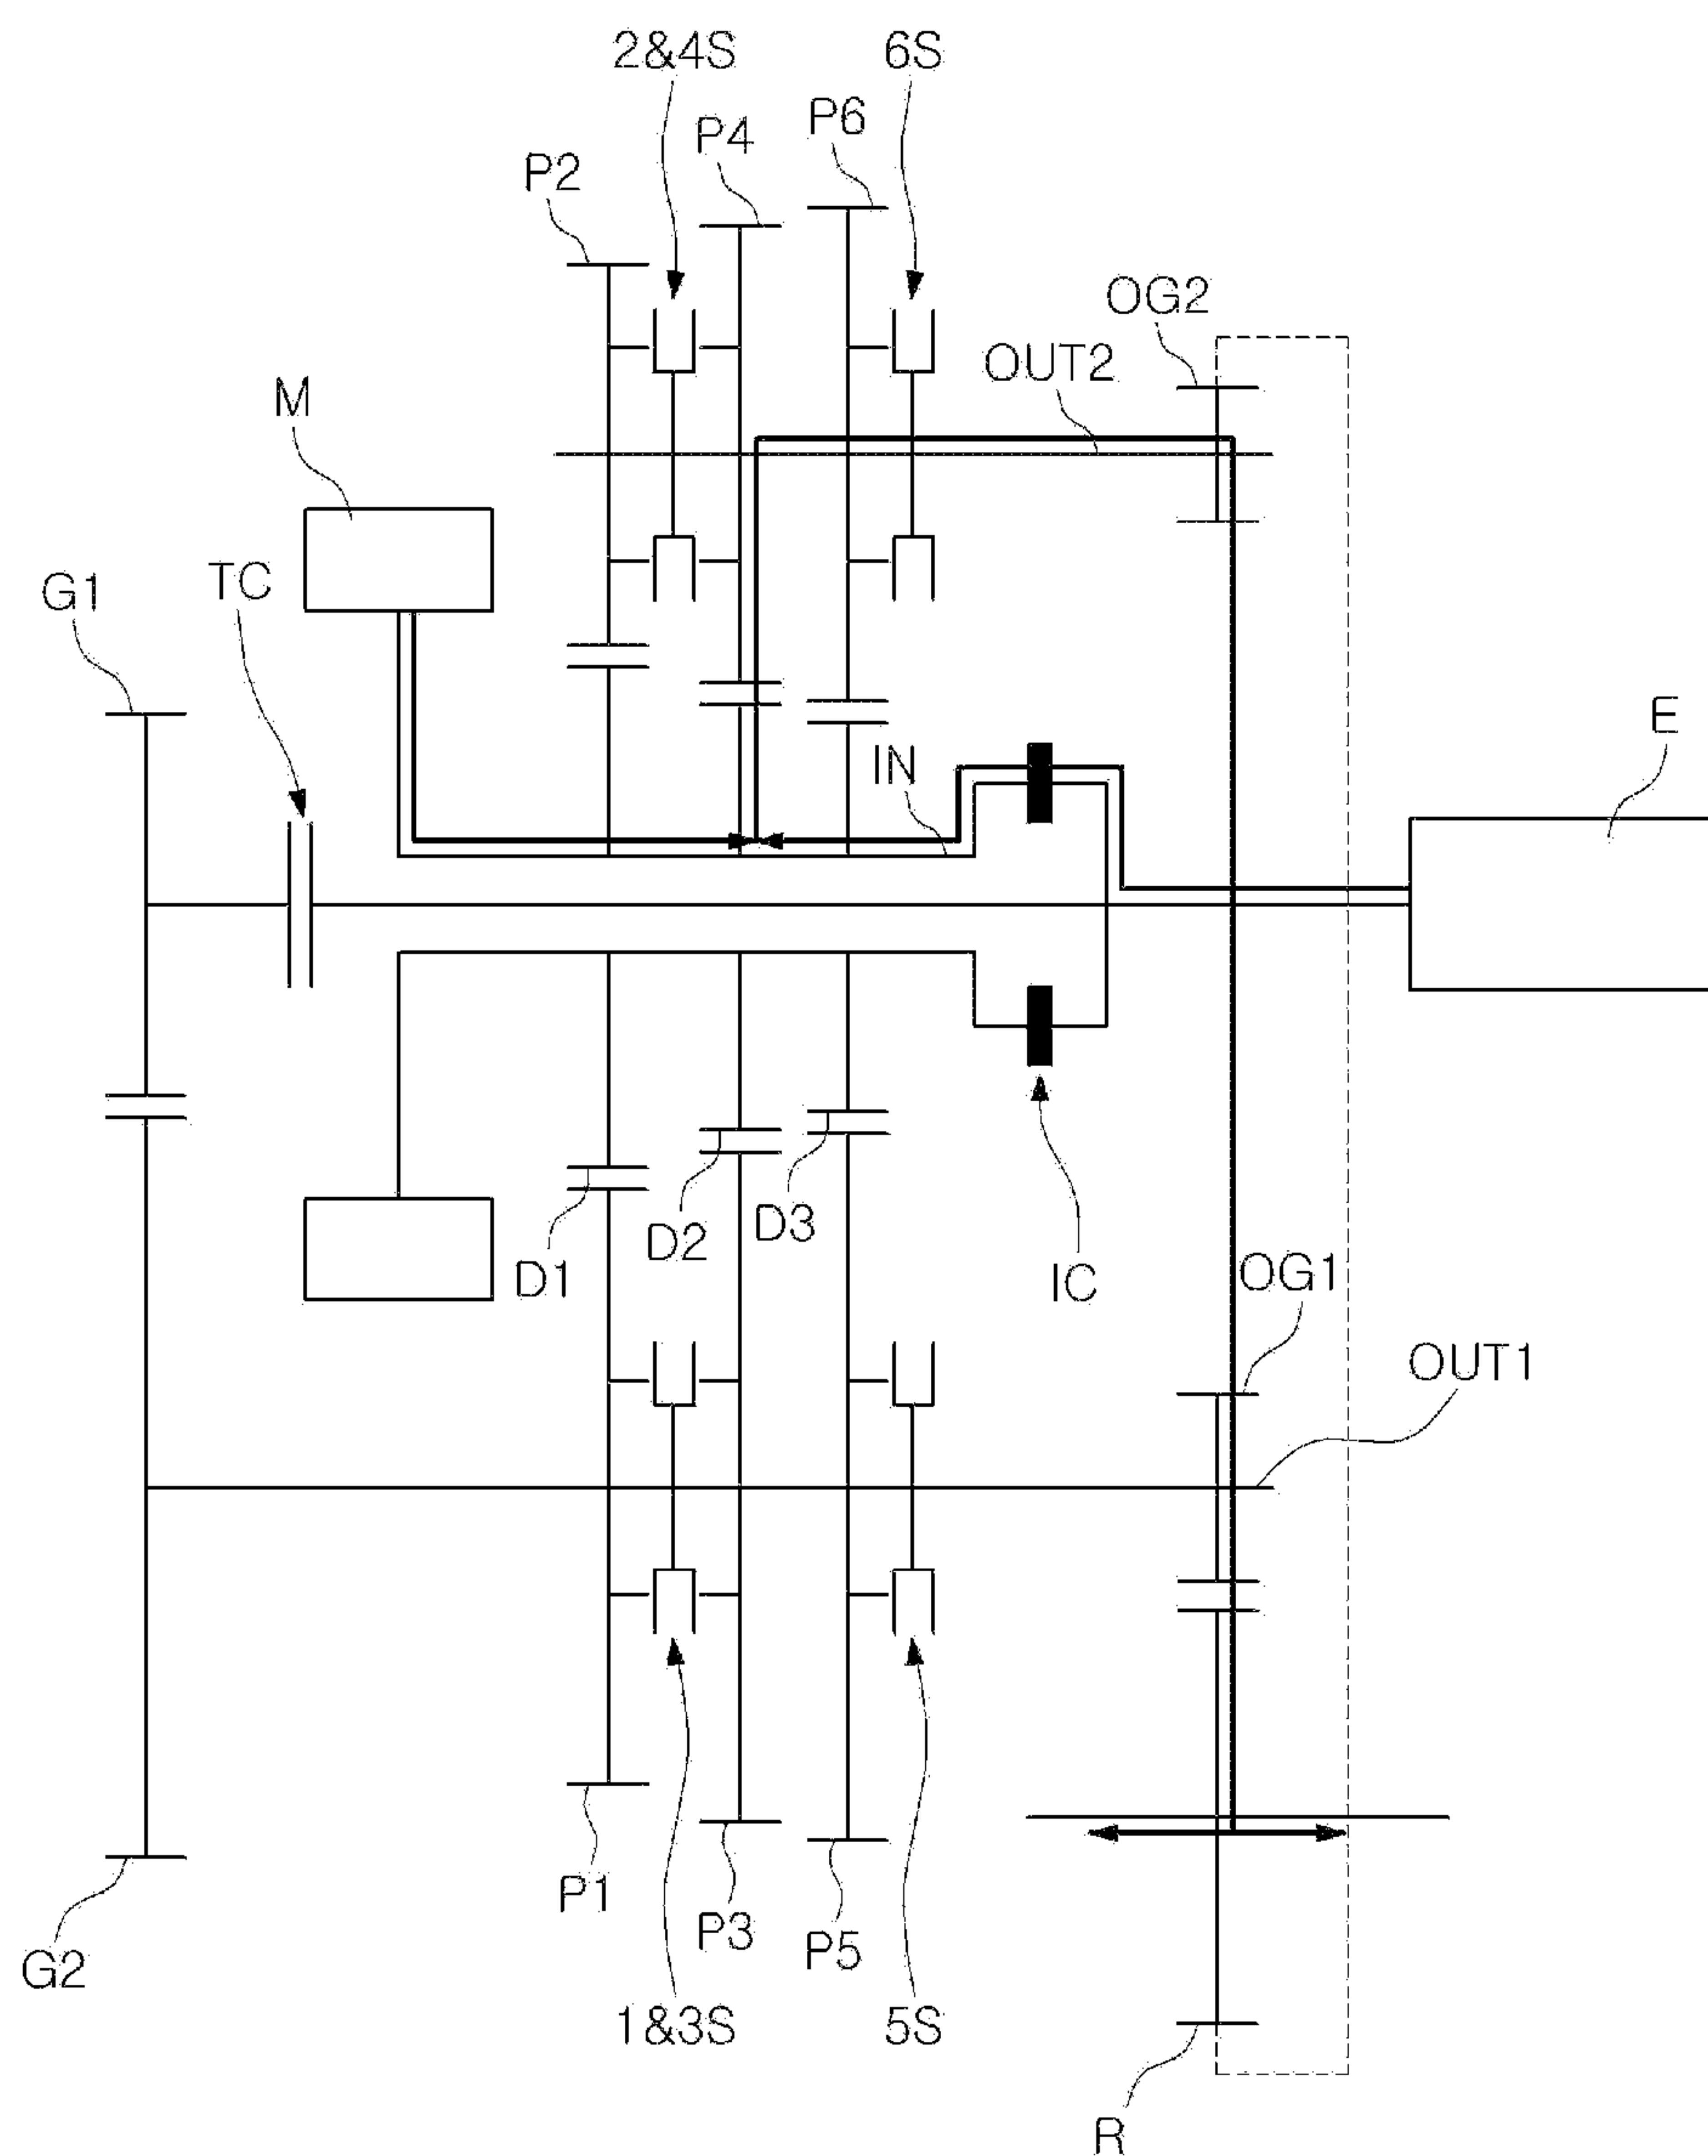 2&4S
6S
P6
P4
P2
OG2
OUT2
M
TC
G1
E
IN
D3
D2
D1
IC
OG1
OUT1
P1
P3
P5
G2
1&3S
5S
R